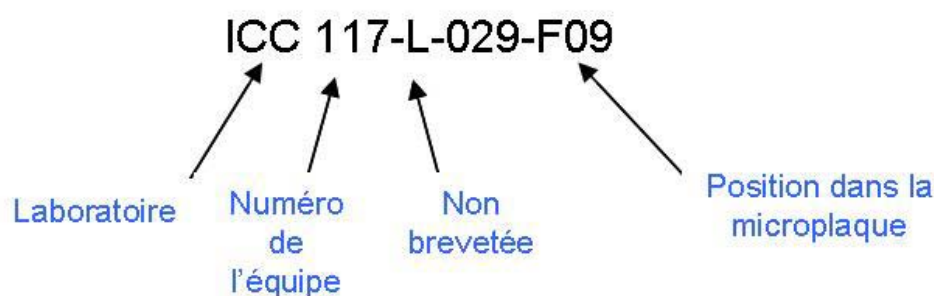 ICC 117-L-029-F09
Laboratoire
Numéro
de
l'équipe
Non
brevetée
Position dans la
microplaque